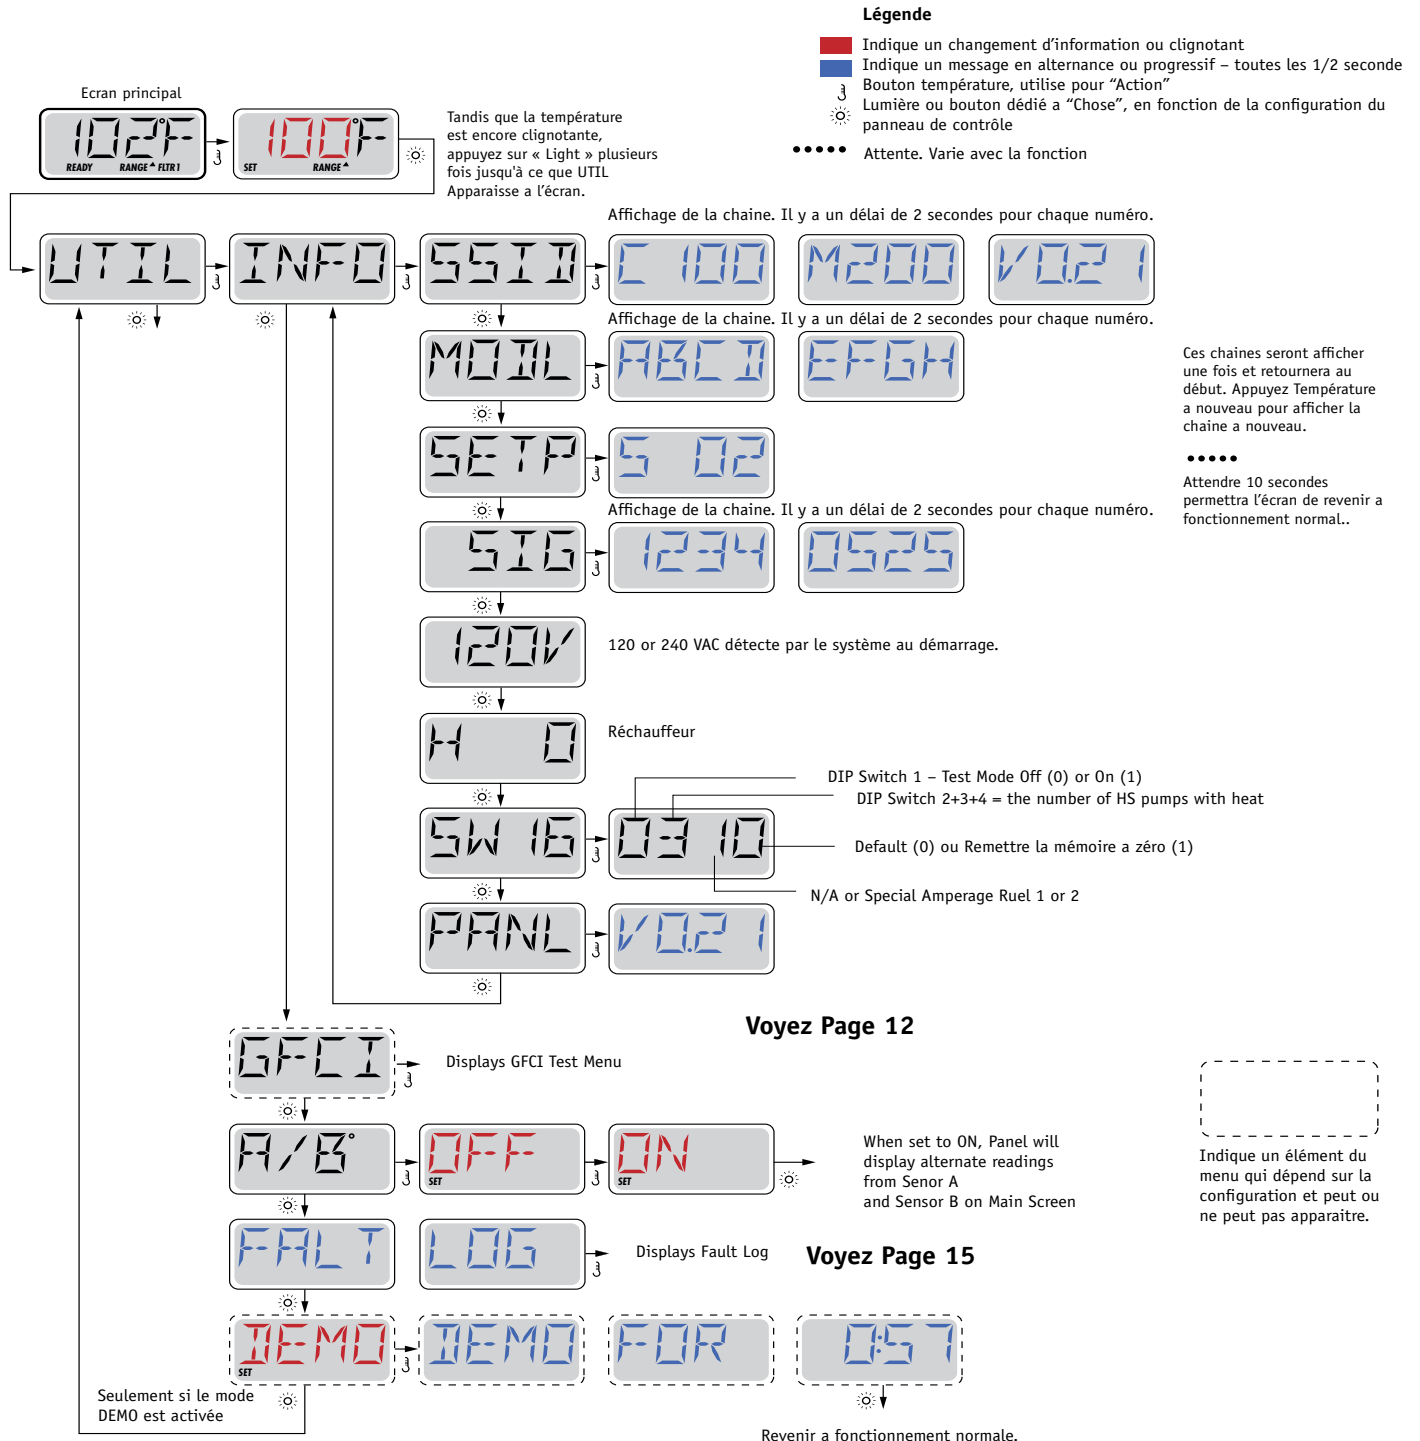 Légende
Indique un changement d’information ou clignotant
Indique un message en alternance ou progressif – toutes les 1/2 seconde
Bouton température, utilise pour “Action”
Lumière ou bouton dédié a “Chose”, en fonction de la configuration du
panneau de contrôle
Attente. Varie avec la fonction
Ecran principal
102°F
READY RANGE FLTR1
100°F
SET RANGE
Tandis que la température
est encore clignotante,
appuyez sur « Light » plusieurs
fois jusqu'à ce que UTIL
Apparaisse a l’écran.
Affichage de la chaine. Il y a un délai de 2 secondes pour chaque numéro.
UTIL INFO SSID C 100 M200 V0.21
Affichage de la chaine. Il y a un délai de 2 secondes pour chaque numéro.
MODL ABCD EFGH
Ces chaines seront afficher
une fois et retournera au
début. Appuyez Température
a nouveau pour afficher la
chaine a nouveau.
Attendre 10 secondes
permettra l’écran de revenir a
fonctionnement normal..
SETP S 02
Affichage de la chaine. Il y a un délai de 2 secondes pour chaque numéro.
SIG 1234 0525
120V
120 or 240 VAC détecte par le système au démarrage.
H 0
Réchauffeur
DIP Switch 1 – Test Mode Off (0) or On (1)
DIP Switch 2+3+4 = the number of HS pumps with heat
SW16 0310
Default (0) ou Remettre la mémoire a zéro (1)
N/A or Special Amperage Ruel 1 or 2
PANL V0.21
Voyez Page 12
GFCI
Displays GFCI Test Menu
A/B°
OFF
SET
ON
SET
When set to ON, Panel will
display alternate readings
from Senor A
and Sensor B on Main Screen
Indique un élément du
menu qui dépend sur la
configuration et peut ou
ne peut pas apparaitre.
FALT LOG
Displays Fault Log
Voyez Page 15
DEMO
SET
DEMO FOR 0:57
Seulement si le mode
DEMO est activée
Revenir a fonctionnement normale.